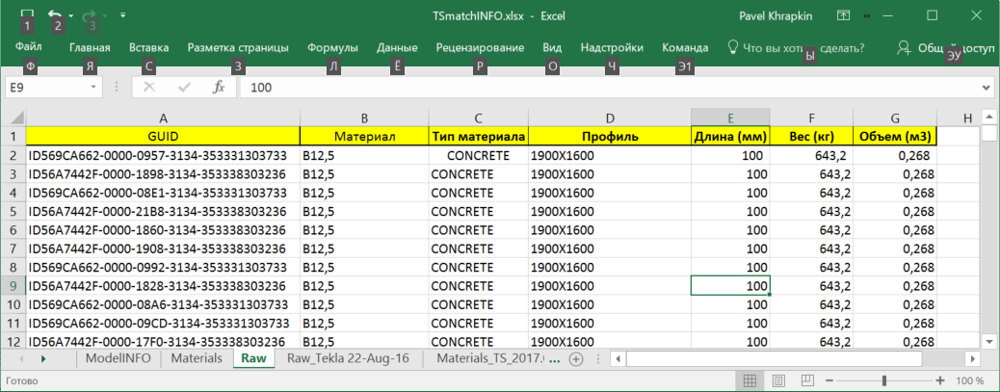 TSmatchINFO.xlsx - Excel Pavel Khrapkin
1 2 3
Файл Главная Вставка Разметка страницы Формулы Данные Рецензирование Вид Надстройки Команда Что вы хоти сделать? Общ й доступ
Ф Я С З Л Ё Р О Ч Э1 Ы ЭУ
E9 fx 100
A B C D E F G H
1 GUID Материал Тип материала Профиль Длина (мм) Вес (кг) Объем (м3)
2 ID569CA662-0000-0957-3134-353331303733 B12,5 CONCRETE 1900X1600 100 643,2 0,268
3 ID56A7442F-0000-1898-3134-353338303236 B12,5 CONCRETE 1900X1600 100 643,2 0,268
4 ID569CA662-0000-08E1-3134-353331303733 B12,5 CONCRETE 1900X1600 100 643,2 0,268
5 ID56A7442F-0000-21B8-3134-353338303236 B12,5 CONCRETE 1900X1600 100 643,2 0,268
6 ID56A7442F-0000-1860-3134-353338303236 B12,5 CONCRETE 1900X1600 100 643,2 0,268
7 ID56A7442F-0000-1908-3134-353338303236 B12,5 CONCRETE 1900X1600 100 643,2 0,268
8 ID569CA662-0000-0992-3134-353331303733 B12,5 CONCRETE 1900X1600 100 643,2 0,268
9 ID56A7442F-0000-1828-3134-353338303236 B12,5 CONCRETE 1900X1600 100 643,2 0,268
10 ID569CA662-0000-08A6-3134-353331303733 B12,5 CONCRETE 1900X1600 100 643,2 0,268
11 ID569CA662-0000-09CD-3134-353331303733 B12,5 CONCRETE 1900X1600 100 643,2 0,268
12 ID56A7442F-0000-17F0-3134-353338303236 B12,5 CONCRETE 1900X1600 100 643,2 0,268
ModelINFO Materials Raw Raw_Tekla 22-Aug-16 Materials_TS_2017. ...
Готово 100 %